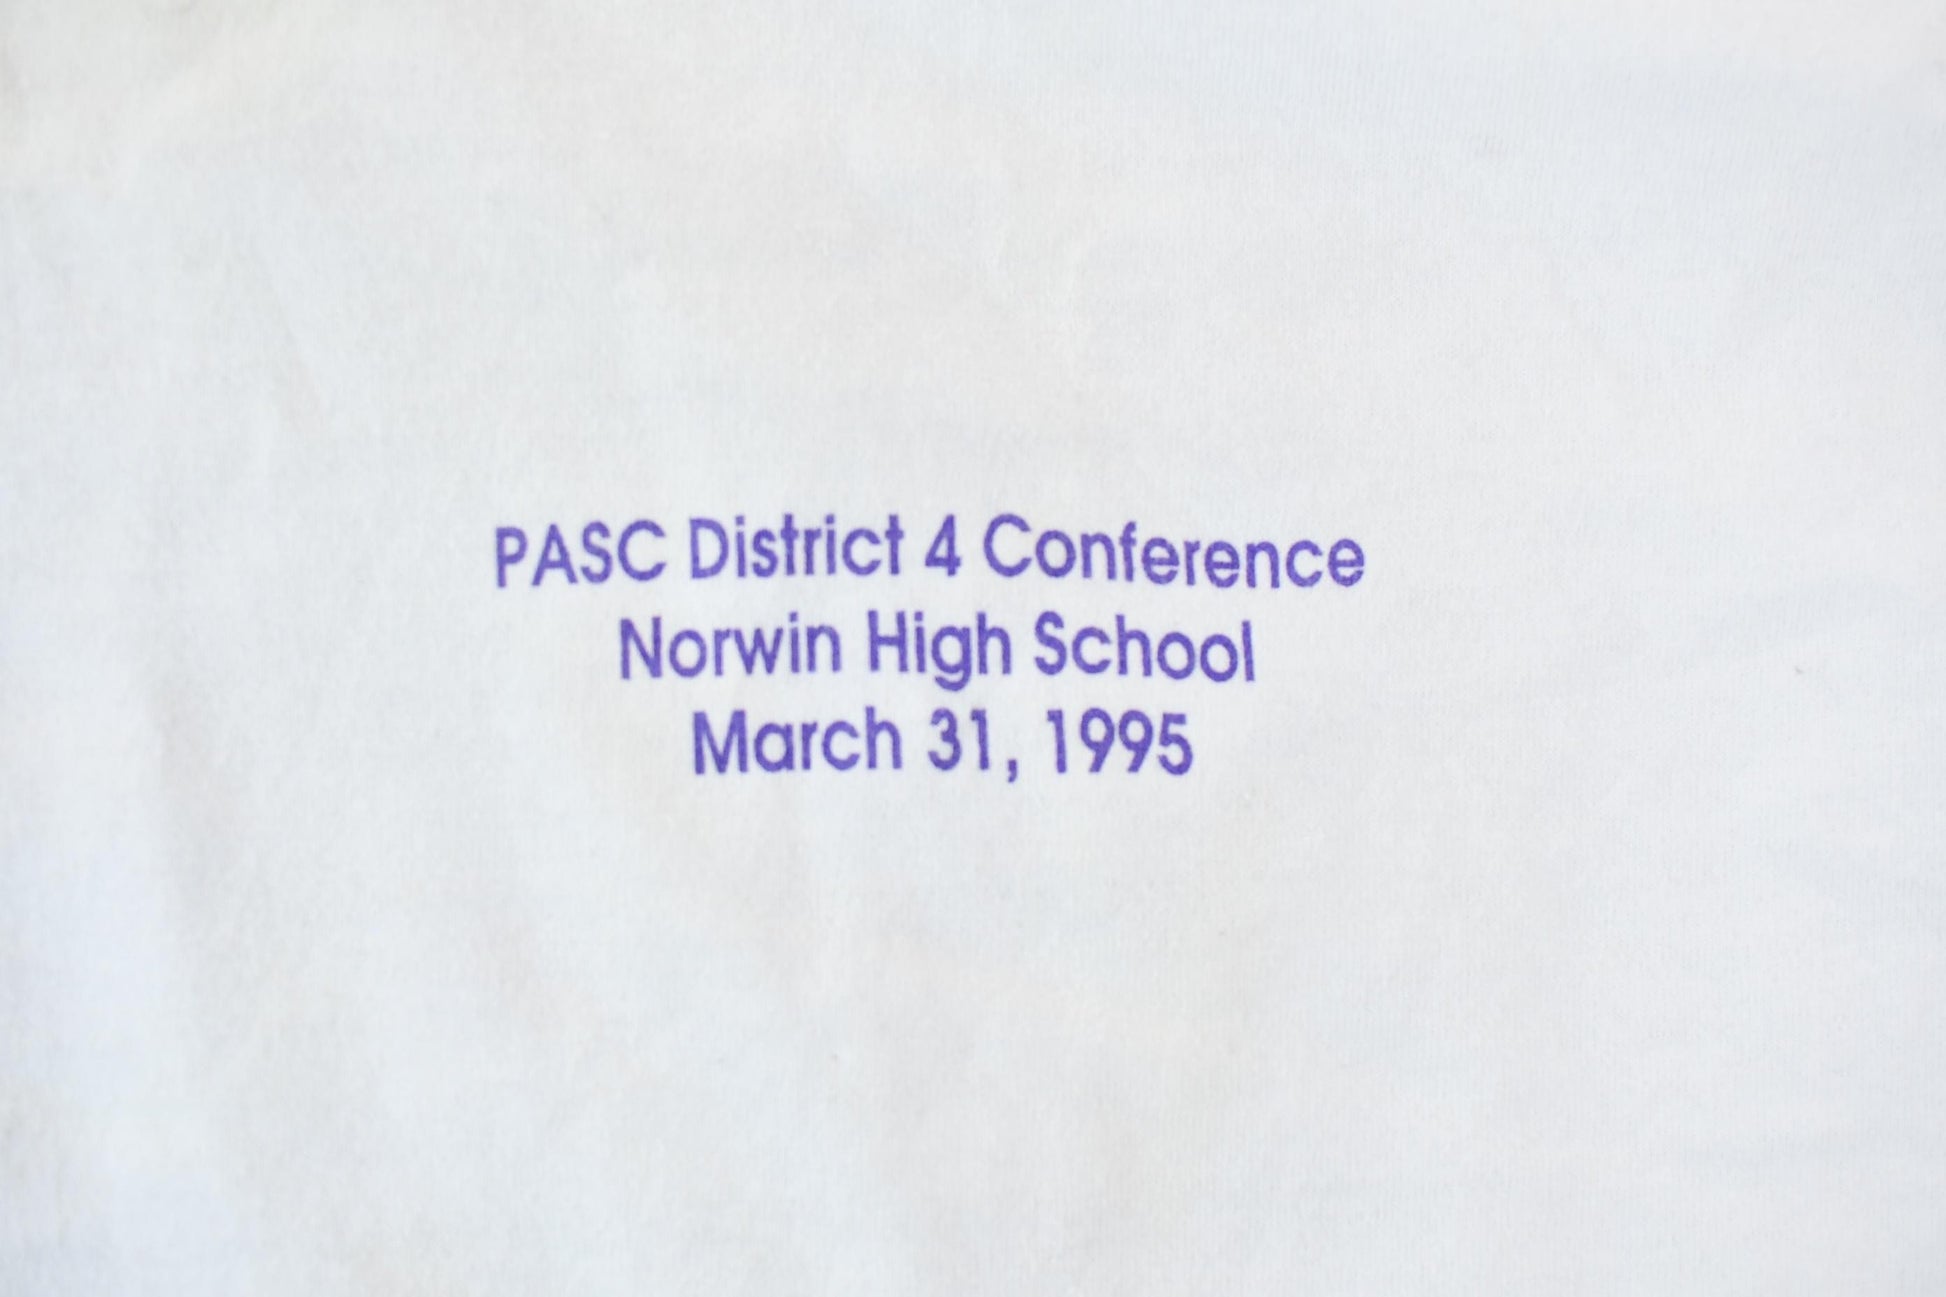 PASC District 4 Conference
Norwin High School
March 31, 1995